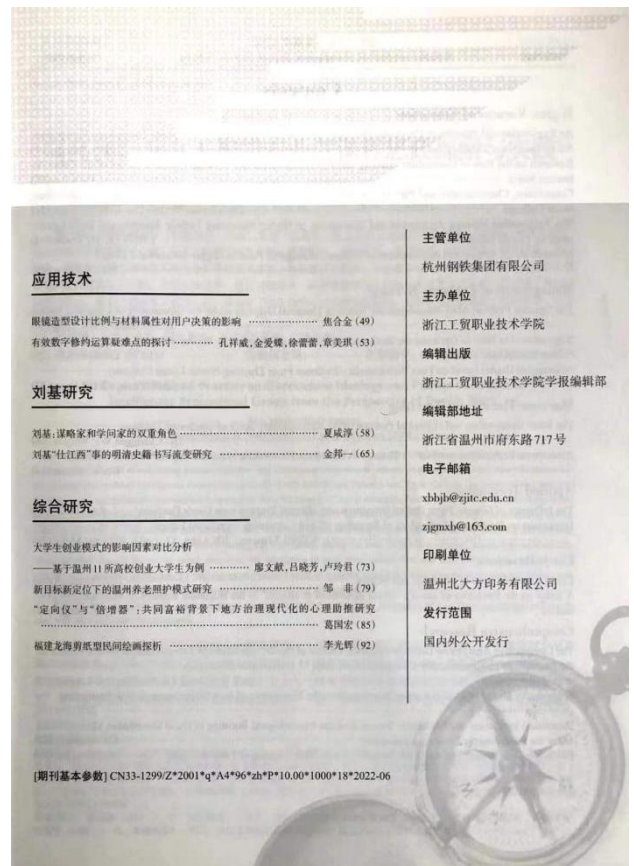 应用技术
眼镜造型设计比例与材料属性对用户决策的影响 ………………… 焦合金(49)
有效数字修约运算疑难点的探讨 ………… 孔祥威,金爱蝶,徐蕾蕾,章美琪(53)
刘基研究
刘基:谋略家和学问家的双重角色 …………………………………… 夏咸淳(58)
刘基“仕江西”事的明清史籍书写流变研究 ………………………… 金邦一(65)
综合研究
大学生创业模式的影响因素对比分析
——基于温州11所高校创业大学生为例 ………… 廖文献,吕晓芳,卢玲君(73)
新目标新定位下的温州养老照护模式研究 …………………………… 邹 非(79)
“定向仪”与“倍增器”:共同富裕背景下地方治理现代化的心理助推研究
……………………………………………………………………… 葛国宏(85)
福建龙海剪纸型民间绘画探析 ……………………………………… 李光辉(92)
[期刊基本参数] CN33-1299/Z*2001*q*A4*96*zh*P*10.00*1000*18*2022-06
主管单位
杭州钢铁集团有限公司
主办单位
浙江工贸职业技术学院
编辑出版
浙江工贸职业技术学院学报编辑部
编辑部地址
浙江省温州市府东路717号
电子邮箱
xbbjb@zjitc.edu.cn
zjgmxb@163.com
印刷单位
温州北大方印务有限公司
发行范围
国内外公开发行